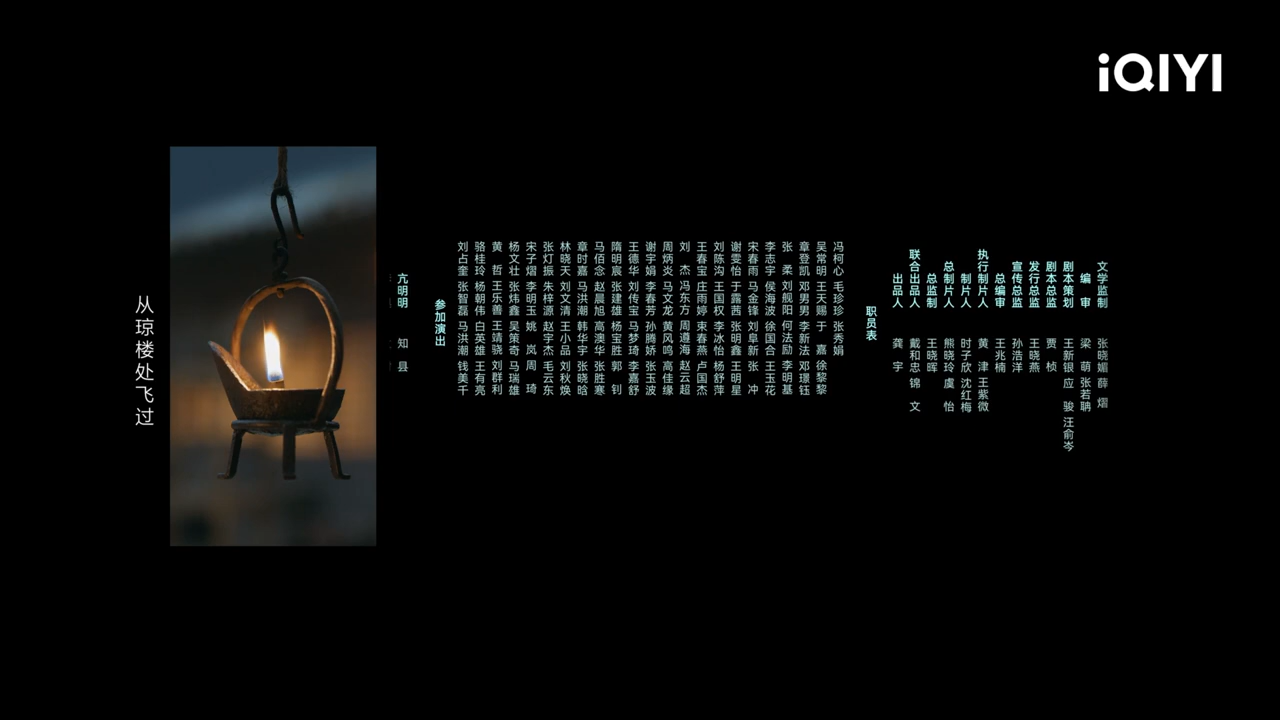 iQIYI
从琼楼处飞过
亢明明 知 县
参加演出
刘占奎 张智磊 马洪潮 钱美千
骆桂玲 杨朝伟 白英雄 王有亮
黄 哲 王乐善 王靖骁 刘群利
杨文壮 张炜鑫 吴策奇 马瑞雄
宋子熠 李明玉 姚 岚 周 琦
张灯振 朱梓源 赵宇杰 毛云东
林晓天 刘文清 王小品 刘秋焕
章时嘉 马洪潮 韩华宇 张晓晗
马佰念 赵晨旭 高澳华 张胜寒
隋明宸 张建雄 杨宝胜 郭 钊
王德华 刘传宝 马梦琦 李嘉舒
谢宇娟 李春芳 孙腾娇 张玉波
周炳炎 马文龙 黄风鸣 高佳缘
刘 杰 冯东方 周遵海 赵云超
王春宝 庄雨婷 束春燕 卢国杰
刘陈沟 王国权 李冰怡 杨舒萍
谢雯怡 于露茜 张明鑫 王明星
宋春雨 马金锋 刘阜新 张 冲
李志宇 侯海波 徐国合 王玉花
张 柔 刘舰阳 何法励 李明基
章登凯 邓男男 李新法 邓璟钰
吴常明 王天赐 于 嘉 徐黎黎
冯柯心 毛珍珍 张秀娟
职员表
出品人 龚 宇
联合出品人 戴和忠 锦 文
总监制 王晓晖
总制片人 熊晓玲 虞 怡
制片人 时子欣 沈红梅
执行制片人 黄 津 王紫微
总编审 王兆楠
宣传总监 孙浩洋
发行总监 王晓燕
剧本总监 贾 桢
剧本策划 王新银 应 骏 汪俞岑
编 审 梁 萌 张若聃
文学监制 张晓媚 薛 熠